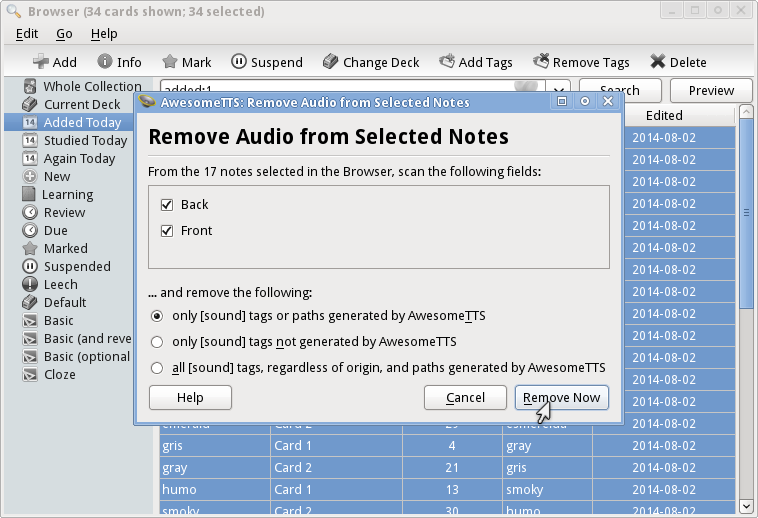 Browser (34 cards shown; 34 selected)
Edit Go Help
Add Info Mark Suspend Change Deck Add Tags Remove Tags Delete
Whole Collection
Current Deck
Added Today
Studied Today
Again Today
New
Learning
Review
Due
Marked
Suspended
Leech
Default
Basic
Basic (and reve
Basic (optional
Cloze
added:1 Search Preview
Edited
2014-08-02
2014-08-02
2014-08-02
2014-08-02
2014-08-02
2014-08-02
2014-08-02
2014-08-02
2014-08-02
2014-08-02
2014-08-02
2014-08-02
2014-08-02
AwesomeTTS: Remove Audio from Selected Notes
Remove Audio from Selected Notes
From the 17 notes selected in the Browser, scan the following fields:
Back
Front
... and remove the following:
only [sound] tags or paths generated by AwesomeTTS
only [sound] tags not generated by AwesomeTTS
all [sound] tags, regardless of origin, and paths generated by AwesomeTTS
Help Cancel Remove Now
emerald Card 2 29 esmeralda 2014-08-02
gris Card 1 4 gray 2014-08-02
gray Card 2 21 gris 2014-08-02
humo Card 1 13 smoky 2014-08-02
smoky Card 2 30 humo 2014-08-02